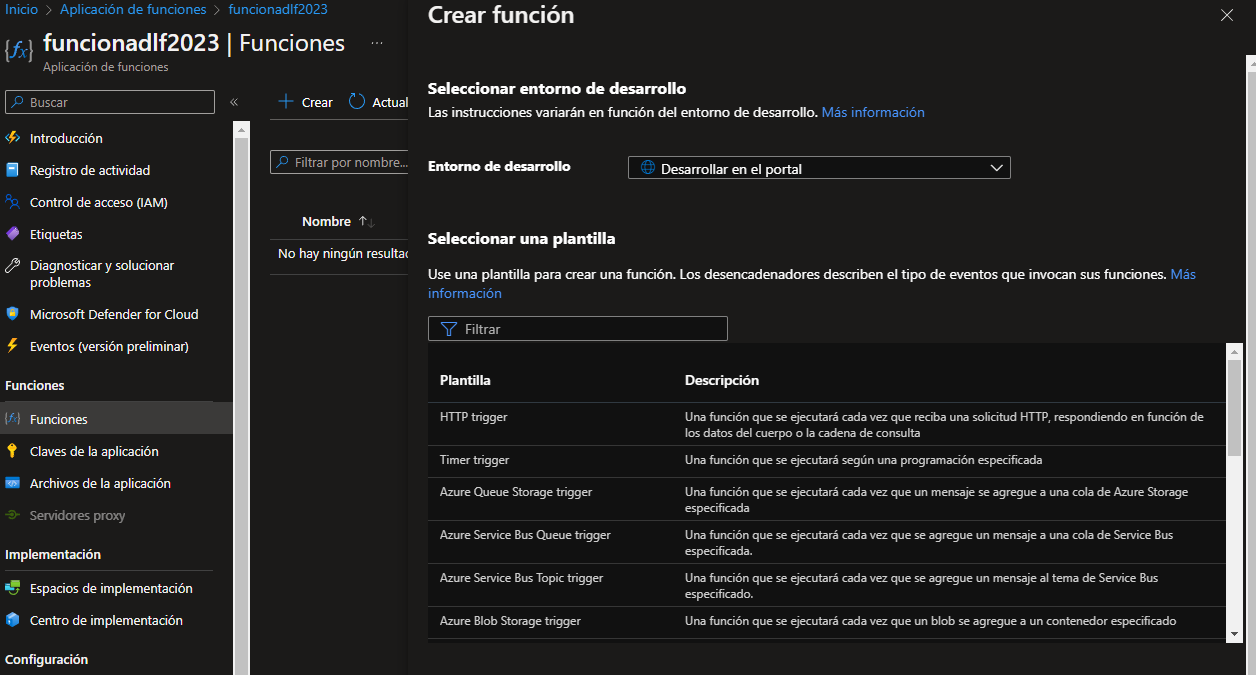 Inicio > Aplicación de funciones > funcionadlf2023
funcionadlf2023 | Funciones ...
Aplicación de funciones
Buscar
«
Introducción
Registro de actividad
Control de acceso (IAM)
Etiquetas
Diagnosticar y solucionar
problemas
Microsoft Defender for Cloud
Eventos (versión preliminar)
Funciones
Funciones
Claves de la aplicación
Archivos de la aplicación
Servidores proxy
Implementación
Espacios de implementación
Centro de implementación
Configuración
+ Crear Actual
Filtrar por nombre...
Nombre ↑↓
No hay ningún resultad
Crear función
Seleccionar entorno de desarrollo
Las instrucciones variarán en función del entorno de desarrollo. Más información
Entorno de desarrollo Desarrollar en el portal
Seleccionar una plantilla
Use una plantilla para crear una función. Los desencadenadores describen el tipo de eventos que invocan sus funciones. Más
información
Filtrar
Plantilla Descripción
HTTP trigger Una función que se ejecutará cada vez que reciba una solicitud HTTP, respondiendo en función de
los datos del cuerpo o la cadena de consulta
Timer trigger Una función que se ejecutará según una programación especificada
Azure Queue Storage trigger Una función que se ejecutará cada vez que un mensaje se agregue a una cola de Azure Storage
especificada
Azure Service Bus Queue trigger Una función que se ejecutará cada vez que se agregue un mensaje a una cola de Service Bus
especificada.
Azure Service Bus Topic trigger Una función que se ejecutará cada vez que se agregue un mensaje al tema de Service Bus
especificado.
Azure Blob Storage trigger Una función que se ejecutará cada vez que un blob se agregue a un contenedor especificado